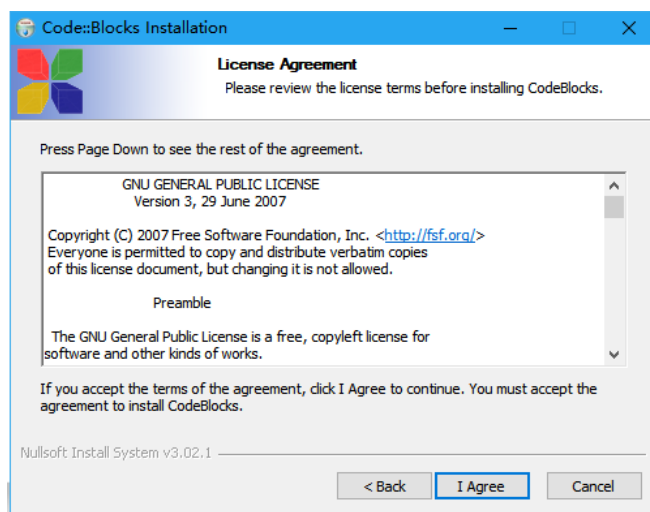 Code::Blocks Installation
License Agreement
Please review the license terms before installing CodeBlocks.
Press Page Down to see the rest of the agreement.
GNU GENERAL PUBLIC LICENSE
Version 3, 29 June 2007
Copyright (C) 2007 Free Software Foundation, Inc. <http://fsf.org/>
Everyone is permitted to copy and distribute verbatim copies
of this license document, but changing it is not allowed.
Preamble
The GNU General Public License is a free, copyleft license for
software and other kinds of works.
If you accept the terms of the agreement, click I Agree to continue. You must accept the
agreement to install CodeBlocks.
Nullsoft Install System v3.02.1
< Back I Agree Cancel